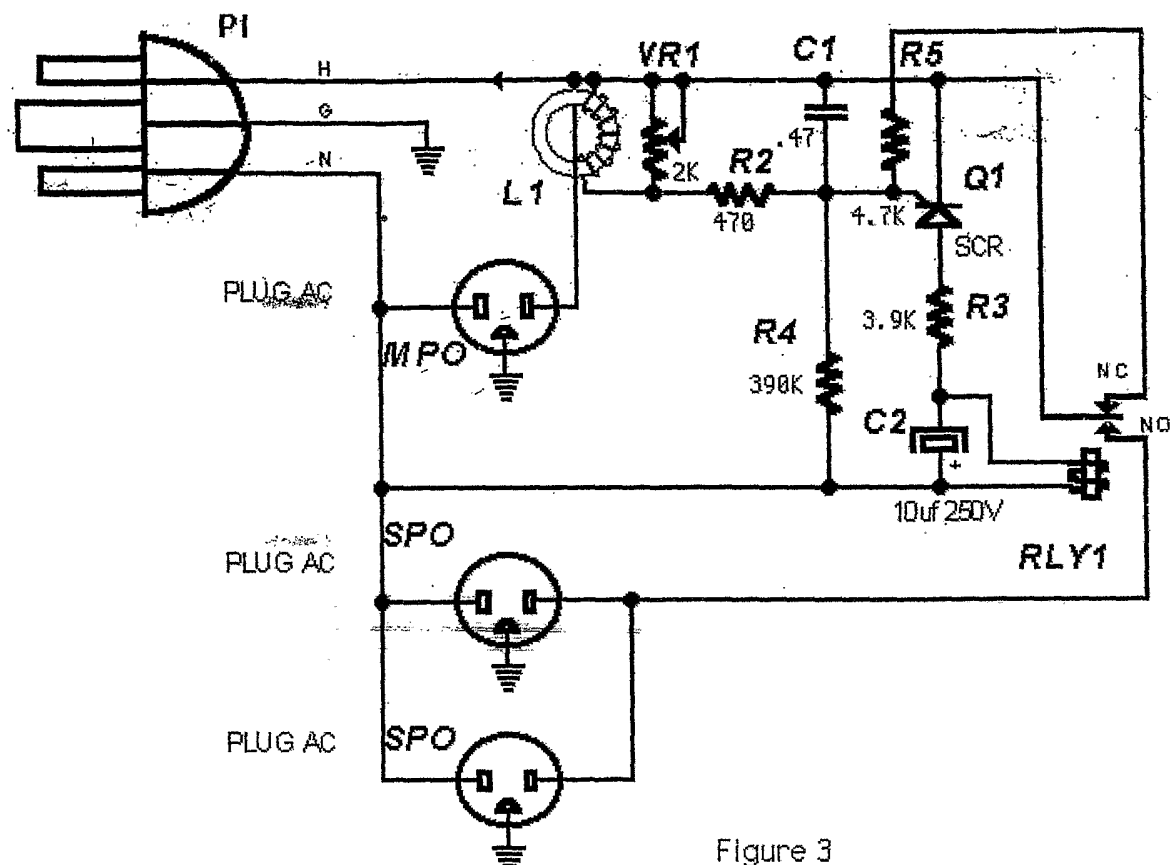 P1
H
G
N
VR1
2K
L1
R2
470
C1
.47
R5
4.7K
Q1
SCR
R3
3.9K
R4
390K
C2
+
10uf 250V
NC
NO
RLY1
PLUG AC
MPO
SPO
PLUG AC
SPO
PLUG AC
Figure 3